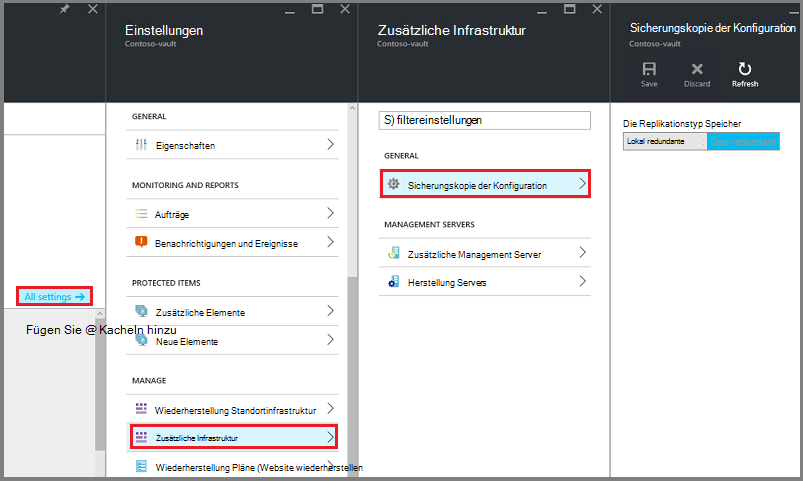 All settings →
Fügen Sie @ Kacheln hinzu
Einstellungen
Contoso-vault
GENERAL
Eigenschaften
MONITORING AND REPORTS
Aufträge
Benachrichtigungen und Ereignisse
PROTECTED ITEMS
Zusätzliche Elemente
Neue Elemente
MANAGE
Wiederherstellung Standortinfrastruktur
Zusätzliche Infrastruktur
Wiederherstellung Pläne (Website wiederherstellen
Zusätzliche Infrastruktur
Contoso-vault
S) filtereinstellungen
GENERAL
Sicherungskopie der Konfiguration
MANAGEMENT SERVERS
Zusätzliche Management Server
Herstellung Servers
Sicherungskopie der Konfiguration
Contoso-vault
Save Discard Refresh
Die Replikationstyp Speicher
Lokal redundante Geo-redundant